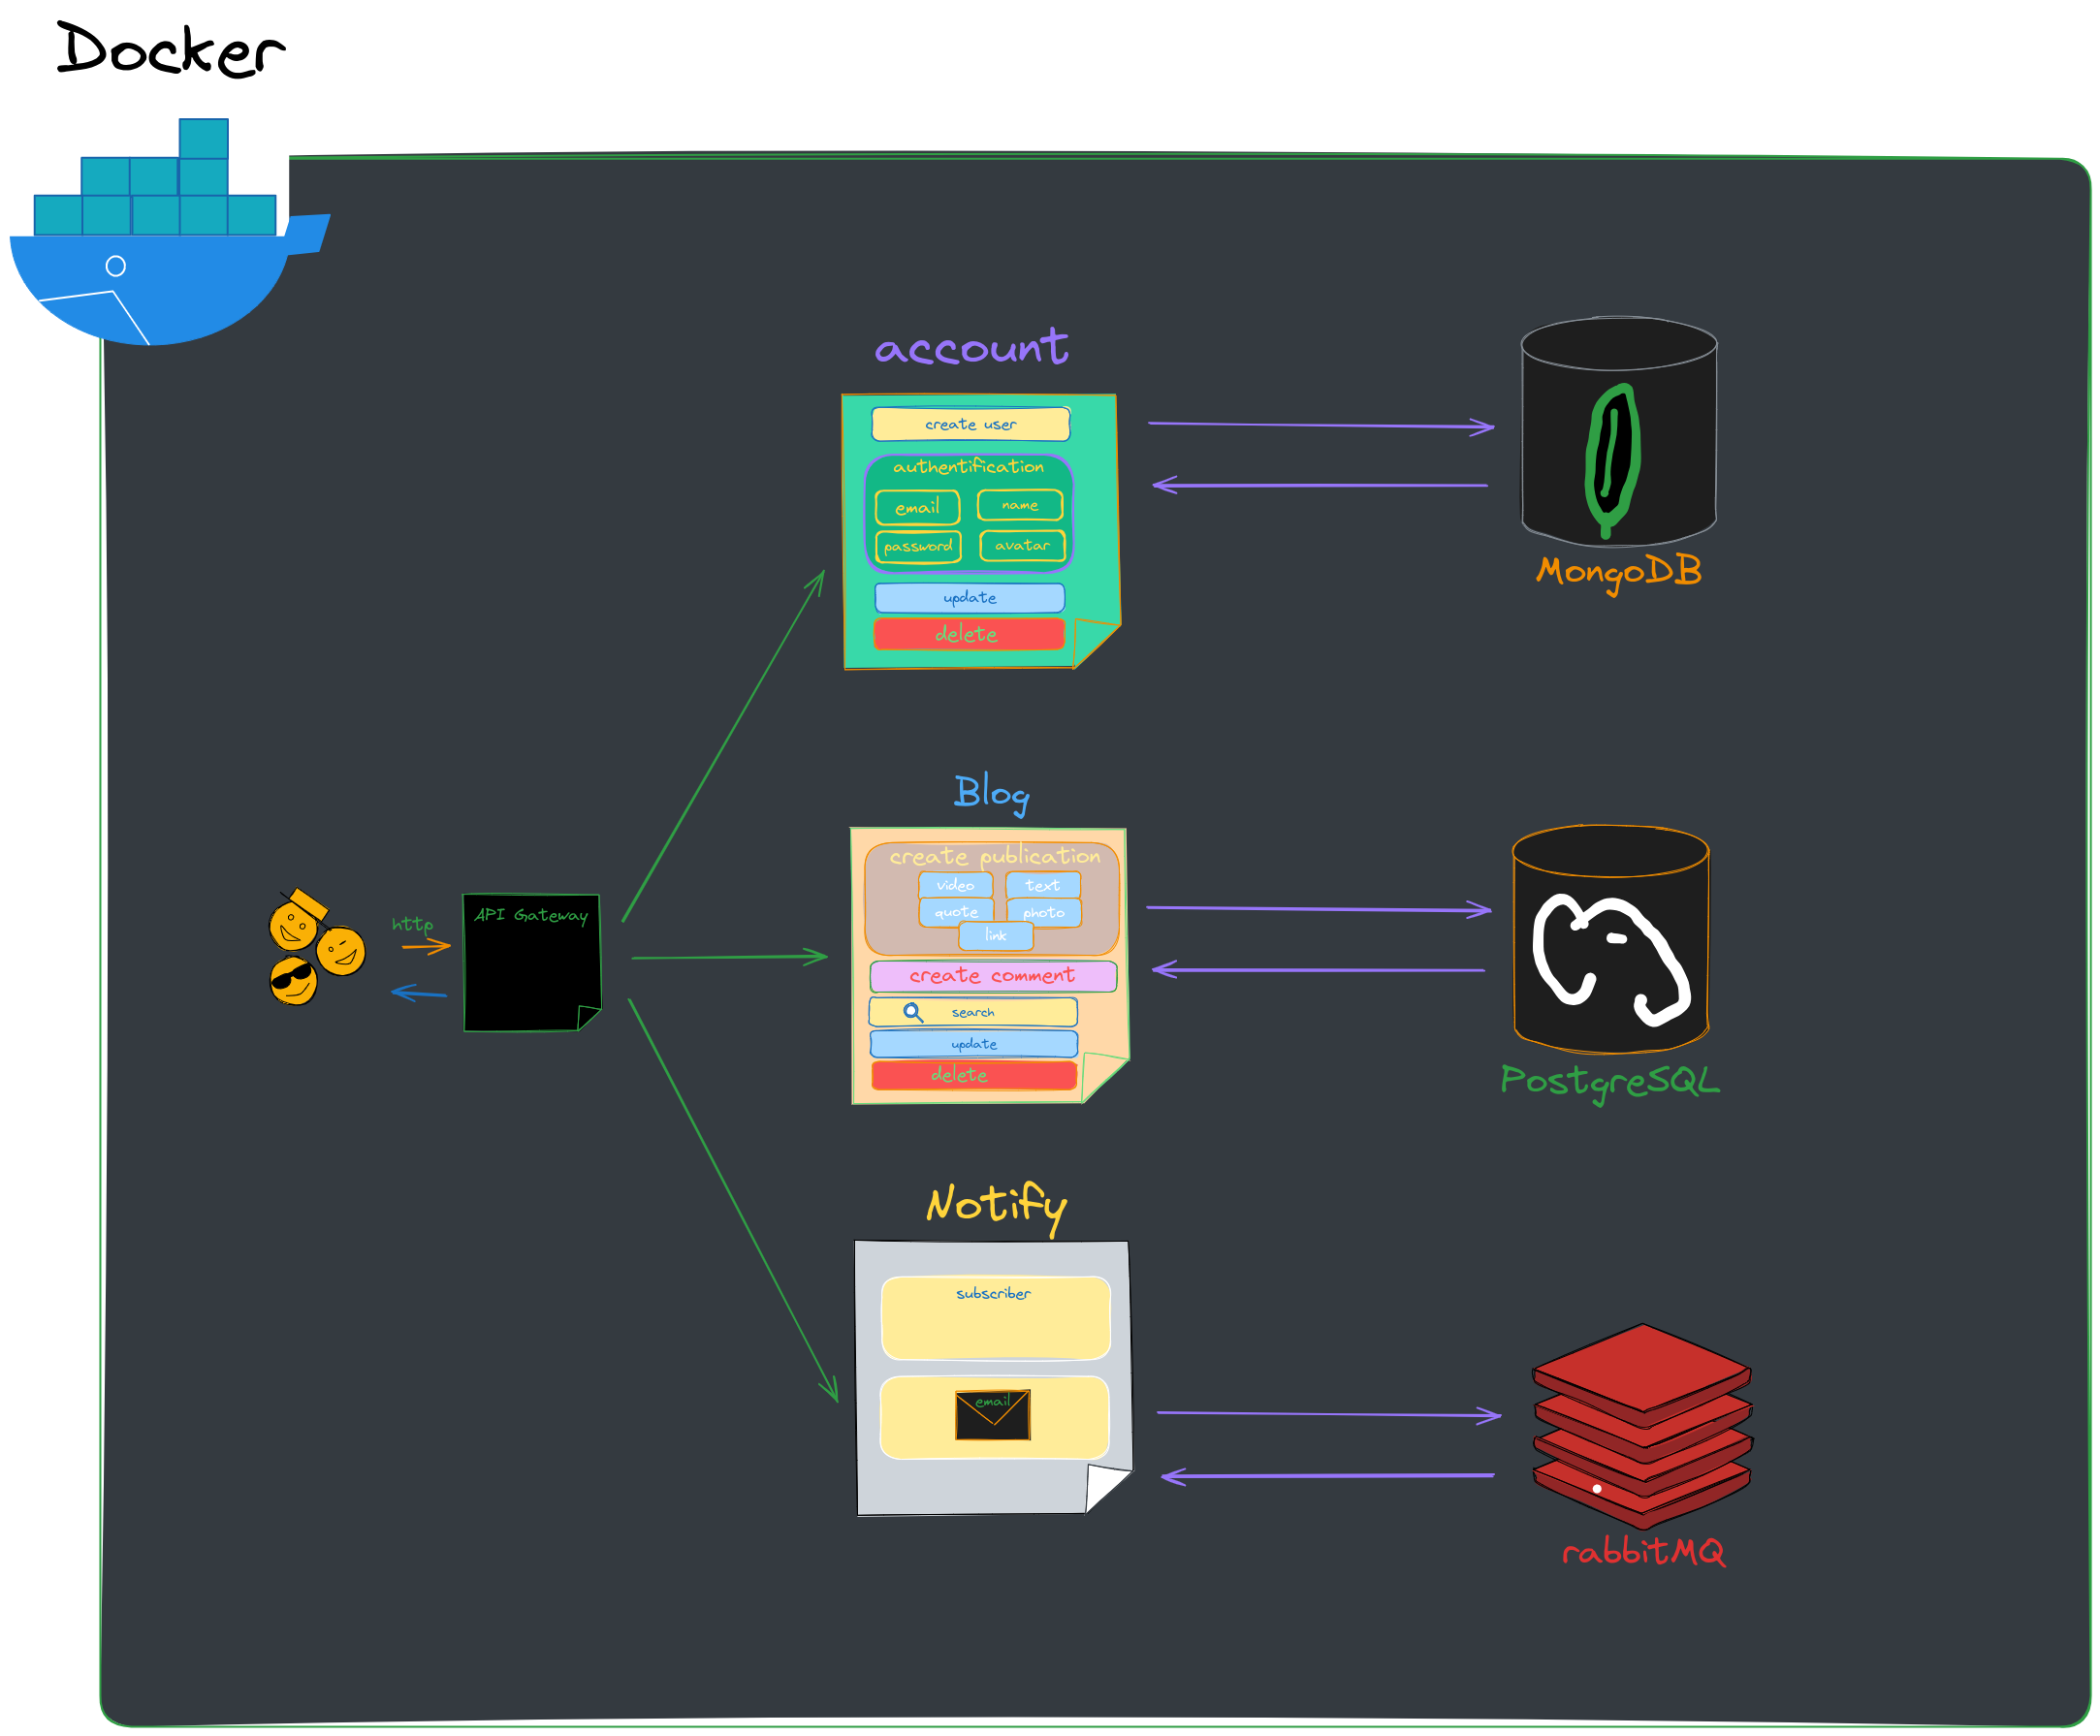 Docker
account
create user
authentification
email
name
password
avatar
update
delete
MongoDB
Blog
create publication
video
text
quote
photo
link
create comment
search
update
delete
PostgreSQL
http
API Gateway
Notify
subscriber
email
rabbitMQ